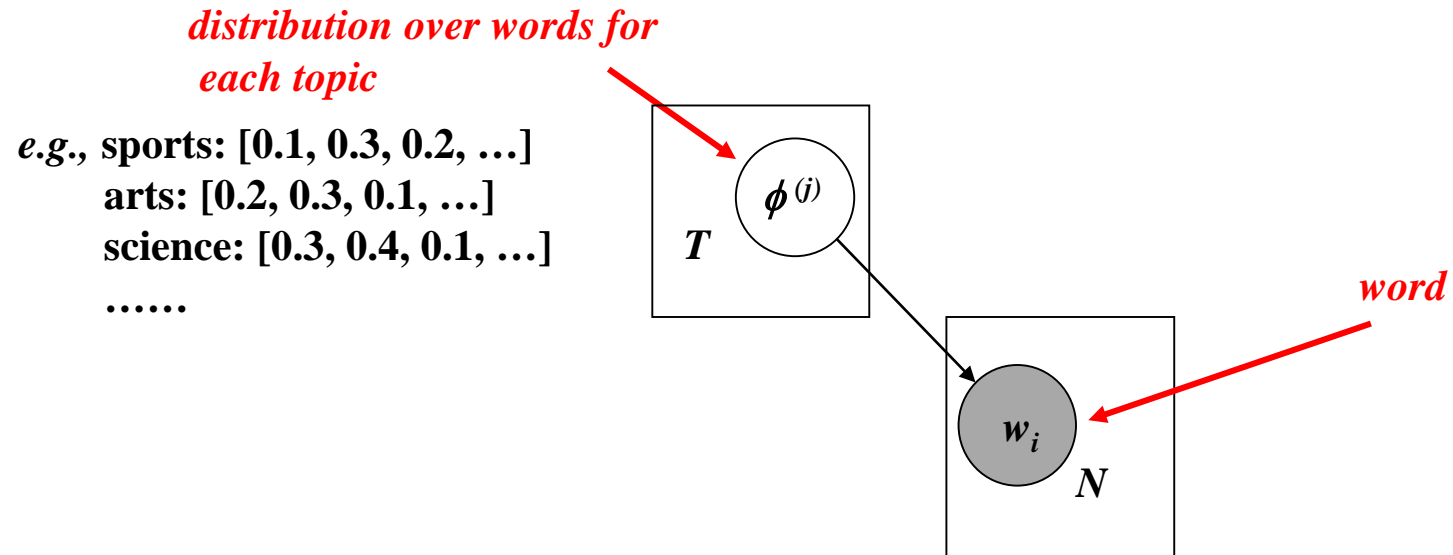 distribution over words for
each topic
e.g., sports: [0.1, 0.3, 0.2, …]
arts: [0.2, 0.3, 0.1, …]
science: [0.3, 0.4, 0.1, …]
……
ϕ(j)
T
word
wi
N